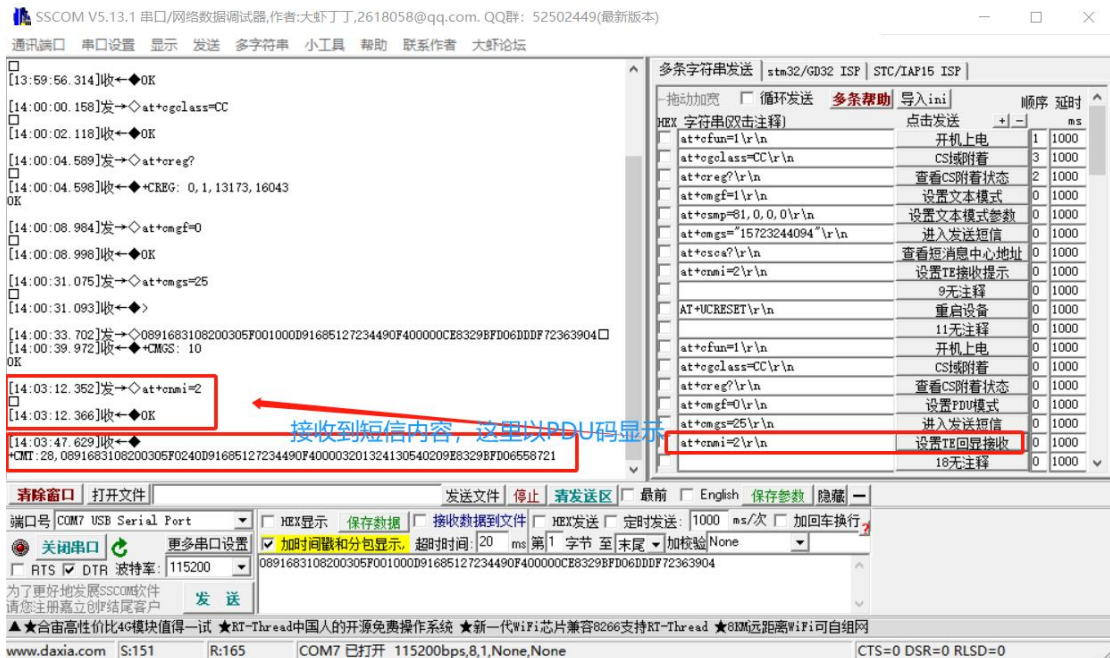 SSCOM V5.13.1 串口/网络数据调试器,作者:大虾丁丁,2618058@qq.com. QQ群: 52502449(最新版本)
通讯端口 串口设置 显示 发送 多字符串 小工具 帮助 联系作者 大虾论坛
[13:59:56.314]收←◆OK
[14:00:00.158]发→◇at+cgclass=CC
□
[14:00:02.118]收←◆OK
[14:00:04.589]发→◇at+creg?
□
[14:00:04.598]收←◆+CREG: 0,1,13173,16043
OK
[14:00:08.984]发→◇at+cmgf=0
□
[14:00:08.998]收←◆OK
[14:00:31.075]发→◇at+cmgs=25
□
[14:00:31.093]收←◆>
[14:00:33.702]发→◇0891683108200305F001000D91685127234490F400000CE8329BFD06DDDF72363904□
[14:00:39.972]收←◆+CMGS: 10
OK
[14:03:12.352]发→◇at+cnmi=2
□
[14:03:12.366]收←◆OK
接收到短信内容，这里以PDU码显示
[14:03:47.629]收←◆
+CMT:28,0891683108200305F0240D91685127234490F400003201324130540209E8329BFD06558721
多条字符串发送 stm32/GD32 ISP STC/IAP15 ISP
拖动加宽 循环发送 多条帮助 导入ini 顺序 延时
HEX 字符串(双击注释) 点击发送 + - ms
at+cfun=1\r\n 开机上电 1 1000
at+cgclass=CC\r\n CS域附着 3 1000
at+creg?\r\n 查看CS附着状态 2 1000
at+cmgf=1\r\n 设置文本模式 0 1000
at+csmp=81,0,0,0\r\n 设置文本模式参数 0 1000
at+cmgs="15723244094"\r\n 进入发送短信 0 1000
at+csca?\r\n 查看短消息中心地址 0 1000
at+cnmi=2\r\n 设置TE接收提示 0 1000
9无注释 0 1000
AT+UCRESET\r\n 重启设备 0 1000
11无注释 0 1000
at+cfun=1\r\n 开机上电 0 1000
at+cgclass=CC\r\n CS域附着 0 1000
at+creg?\r\n 查看CS附着状态 0 1000
at+cmgf=0\r\n 设置PDU模式 0 1000
at+cmgs=25\r\n 进入发送短信 0 1000
at+cnmi=2\r\n 设置TE回显接收 0 1000
18无注释 0 1000
清除窗口 打开文件 发送文件 停止 清发送区 最前 English 保存参数 隐藏 —
端口号 COM7 USB Serial Port HEX显示 保存数据 接收数据到文件 HEX发送 定时发送: 1000 ms/次 加回车换行
关闭串口 更多串口设置 加时间戳和分包显示, 超时时间: 20 ms 第1 字节 至 末尾 加校验 None
RTS DTR 波特率: 115200 0891683108200305F001000D91685127234490F400000CE8329BFD06DDDF72363904
为了更好地发展SSCOM软件
请您注册嘉立创F结尾客户
发 送
▲★合宙高性价比4G模块值得一试 ★RT-Thread中国人的开源免费操作系统 ★新一代WiFi芯片兼容8266支持RT-Thread ★8KM远距离WiFi可自组网
www.daxia.com S:151 R:165 COM7 已打开 115200bps,8,1,None,None CTS=0 DSR=0 RLSD=0